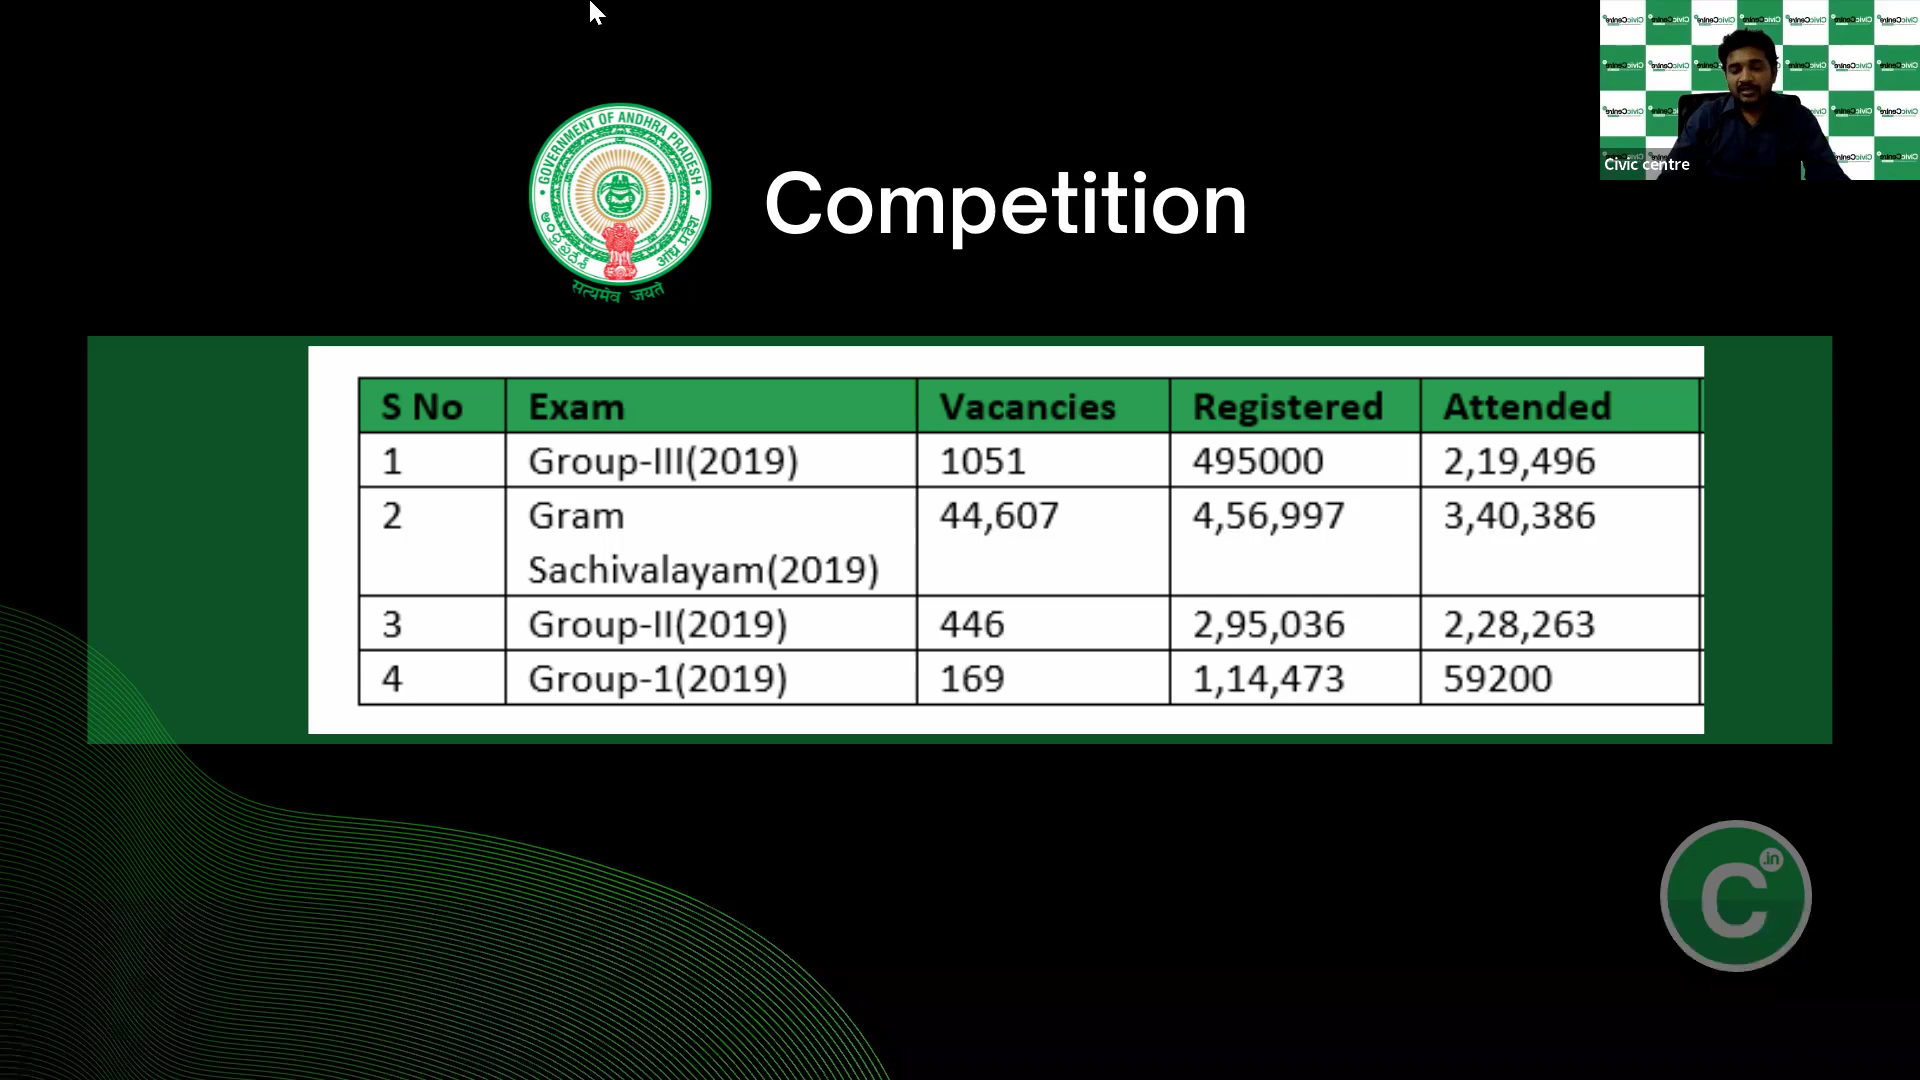 GOVERNMENT OF ANDHRA PRADESH
ఆంధ్రప్రదేశ్
आंध्र प्रदेश
सत्यमेव जयते
Competition
Civic centre
S No Exam Vacancies Registered Attended
1 Group-III(2019) 1051 495000 2,19,496
2 Gram 44,607 4,56,997 3,40,386
Sachivalayam(2019)
3 Group-II(2019) 446 2,95,036 2,28,263
4 Group-1(2019) 169 1,14,473 59200
C.in